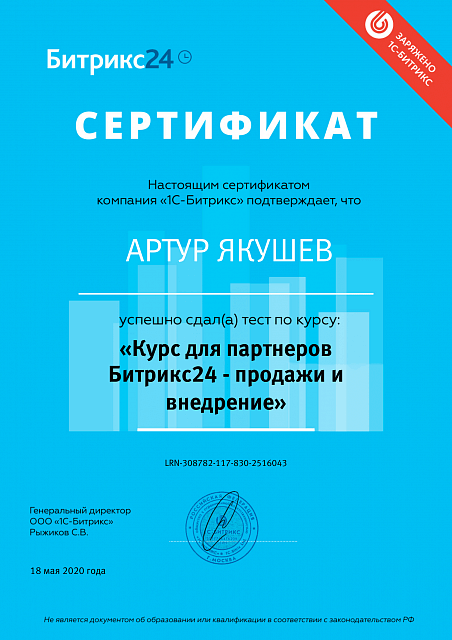 Битрикс24
ЗАРЯЖЕНО
1С-БИТРИКС
СЕРТИФИКАТ
Настоящим сертификатом
компания «1С-Битрикс» подтверждает, что
АРТУР ЯКУШЕВ
успешно сдал(а) тест по курсу:
«Курс для партнеров
Битрикс24 - продажи и
внедрение»
LRN-308782-117-830-2516043
Генеральный директор
ООО «1С-Битрикс»
Рыжиков С.В.
18 мая 2020 года
Не является документом об образовании или квалификации в соответствии с законодательством РФ